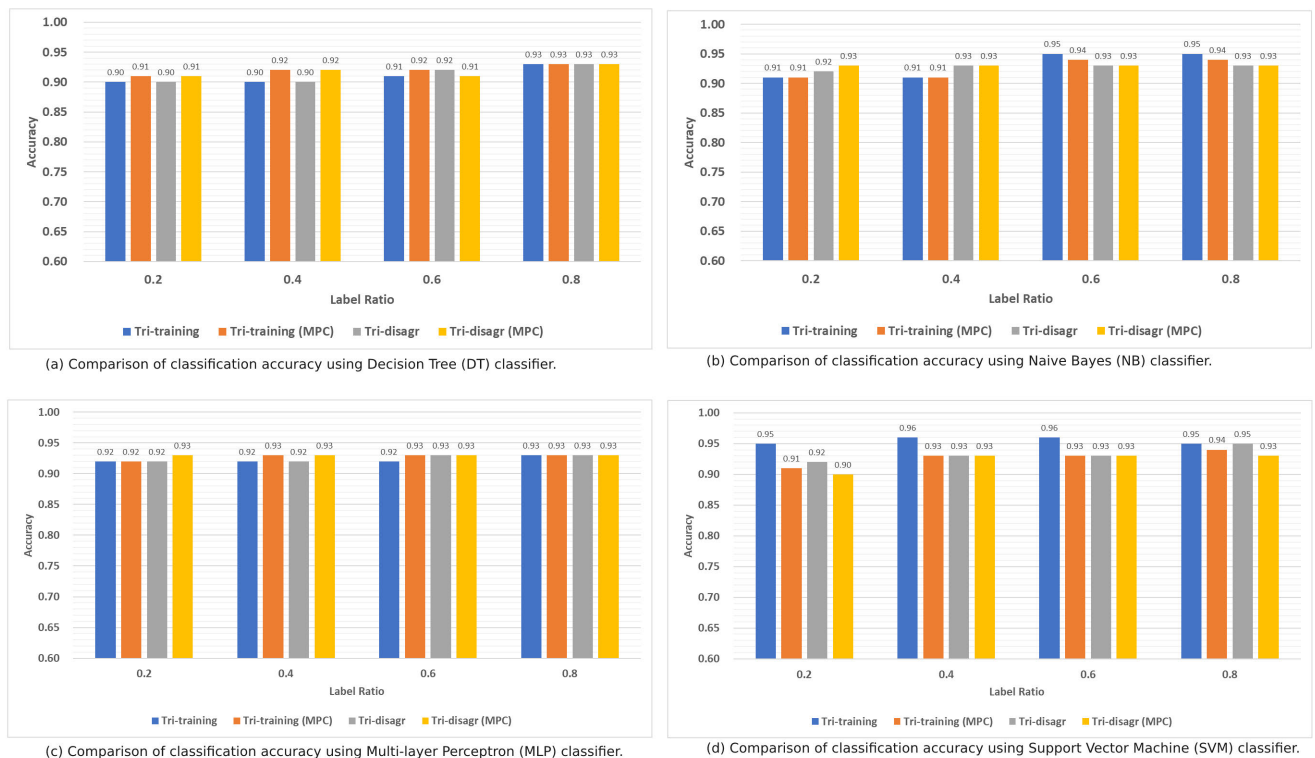 1.00
0.95
0.90
0.85
0.80
0.75
0.70
0.65
0.60
Accuracy
0.90 0.91 0.90 0.91
0.90 0.92 0.90 0.92
0.91 0.92 0.92 0.91
0.93 0.93 0.93 0.93
0.2 0.4 0.6 0.8
Label Ratio
Tri-training Tri-training (MPC) Tri-disagr Tri-disagr (MPC)
(a) Comparison of classification accuracy using Decision Tree (DT) classifier.
1.00
0.95
0.90
0.85
0.80
0.75
0.70
0.65
0.60
Accuracy
0.91 0.91 0.92 0.93
0.91 0.91 0.93 0.93
0.95 0.94 0.93 0.93
0.95 0.94 0.93 0.93
0.2 0.4 0.6 0.8
Label Ratio
Tri-training Tri-training (MPC) Tri-disagr Tri-disagr (MPC)
(b) Comparison of classification accuracy using Naive Bayes (NB) classifier.
1.00
0.95
0.90
0.85
0.80
0.75
0.70
0.65
0.60
Accuracy
0.92 0.92 0.92 0.93
0.92 0.93 0.92 0.93
0.92 0.93 0.93 0.93
0.93 0.93 0.93 0.93
0.2 0.4 0.6 0.8
Label Ratio
Tri-training Tri-training (MPC) Tri-disagr Tri-disagr (MPC)
(c) Comparison of classification accuracy using Multi-layer Perceptron (MLP) classifier.
1.00
0.95
0.90
0.85
0.80
0.75
0.70
0.65
0.60
Accuracy
0.95 0.91 0.92 0.90
0.96 0.93 0.93 0.93
0.96 0.93 0.93 0.93
0.95 0.94 0.95 0.93
0.2 0.4 0.6 0.8
Label Ratio
Tri-training Tri-training (MPC) Tri-disagr Tri-disagr (MPC)
(d) Comparison of classification accuracy using Support Vector Machine (SVM) classifier.